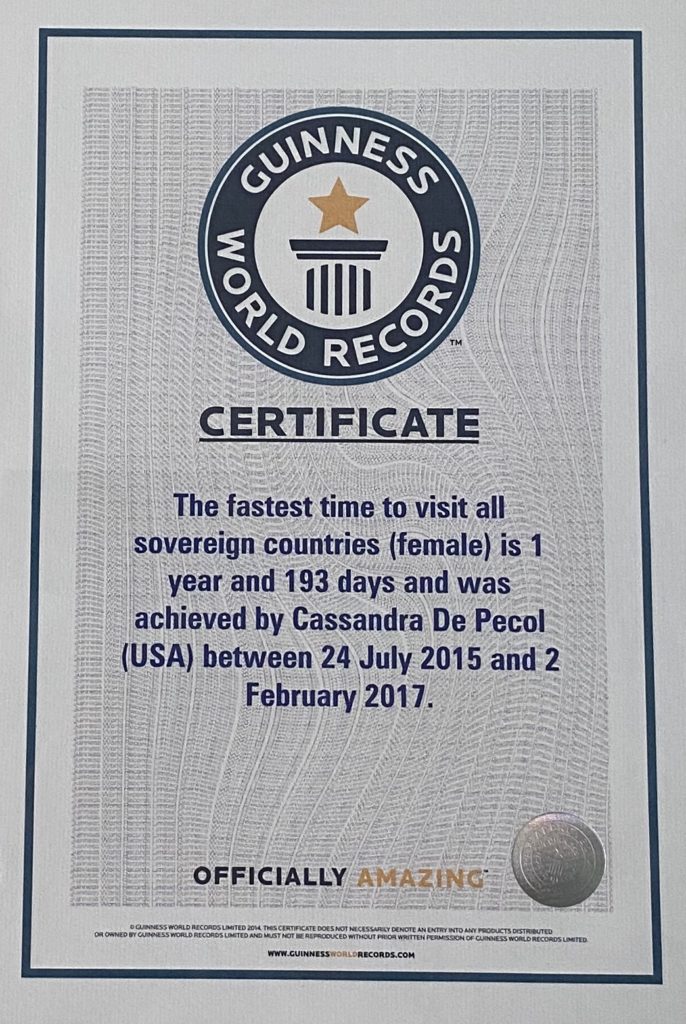 GUINNESS
WORLD RECORDS
TM
CERTIFICATE
The fastest time to visit all
sovereign countries (female) is 1
year and 193 days and was
achieved by Cassandra De Pecol
(USA) between 24 July 2015 and 2
February 2017.
OFFICIALLY AMAZING
© GUINNESS WORLD RECORDS LIMITED 2014. THIS CERTIFICATE DOES NOT NECESSARILY DENOTE AN ENTRY INTO ANY PRODUCTS DISTRIBUTED
OR OWNED BY GUINNESS WORLD RECORDS LIMITED AND MUST NOT BE REPRODUCED WITHOUT PRIOR WRITTEN PERMISSION OF GUINNESS WORLD RECORDS LIMITED.
WWW.GUINNESSWORLDRECORDS.COM